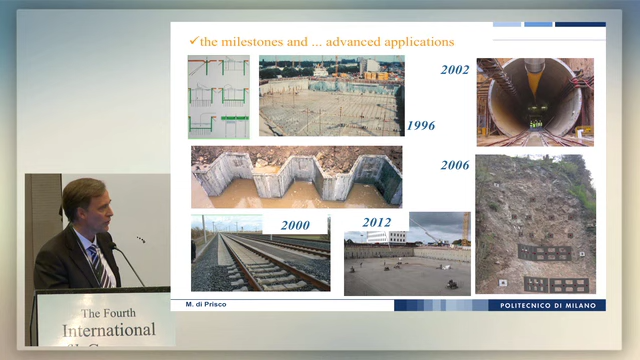 ✓the milestones and ... advanced applications
2002
1996
2006
2000
2012
M. di Prisco
POLITECNICO DI MILANO
The Fourth
International